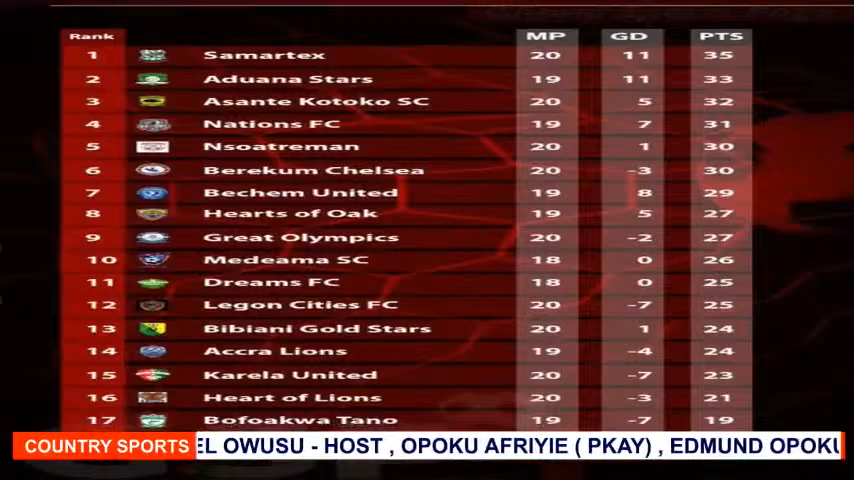 Rank MP GD PTS
1 Samartex 20 11 35
2 Aduana Stars 19 11 33
3 Asante Kotoko SC 20 5 32
4 Nations FC 19 7 31
5 Nsoatreman 20 1 30
6 Berekum Chelsea 20 -3 30
7 Bechem United 19 8 29
8 Hearts of Oak 19 5 27
9 Great Olympics 20 -2 27
10 Medeama SC 18 0 26
11 Dreams FC 18 0 25
12 Legon Cities FC 20 -7 25
13 Bibiani Gold Stars 20 1 24
14 Accra Lions 19 -4 24
15 Karela United 20 -7 23
16 Heart of Lions 20 -3 21
17 Bofoakwa Tano 19 -7 19
COUNTRY SPORTS EL OWUSU - HOST , OPOKU AFRIYIE ( PKAY) , EDMUND OPOKU